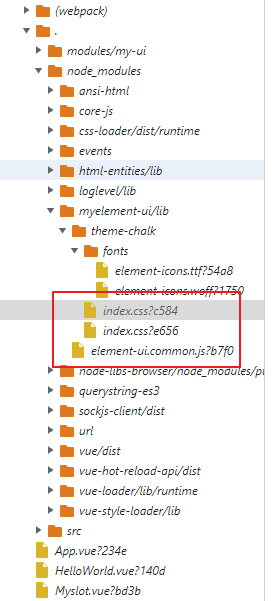 (webpack)
.
modules/my-ui
node_modules
ansi-html
core-js
css-loader/dist/runtime
events
html-entities/lib
loglevel/lib
myelement-ui/lib
theme-chalk
fonts
element-icons.ttf?54a8
element-icons.woff?1750
index.css?c584
index.css?e656
element-ui.common.js?b7f0
node-libs-browser/node_modules/pu
querystring-es3
sockjs-client/dist
url
vue/dist
vue-hot-reload-api/dist
vue-loader/lib/runtime
vue-style-loader/lib
src
App.vue?234e
HelloWorld.vue?140d
Myslot.vue?bd3b